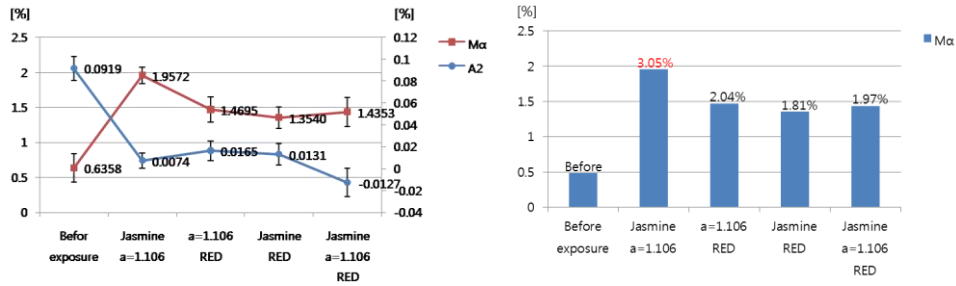 [%]
[%]
2.5
2
1.5
1
0.5
0
0.12
0.1
0.08
0.06
0.04
0.02
0
-0.02
-0.04
0.0919
1.9572
1.4695
1.3540
1.4353
0.6358
0.0074
0.0165
0.0131
-0.0127
Mα
A2
Befor exposure
Jasmine a=1.106
a=1.106 RED
Jasmine RED
Jasmine a=1.106 RED
[%]
2.5
2
1.5
1
0.5
0
Before
3.05%
2.04%
1.81%
1.97%
Mα
Before exposure
Jasmine a=1.106
a=1.106 RED
Jasmine RED
Jasmine a=1.106 RED